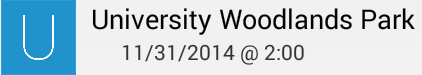 U
University Woodlands Park
11/31/2014 @ 2:00